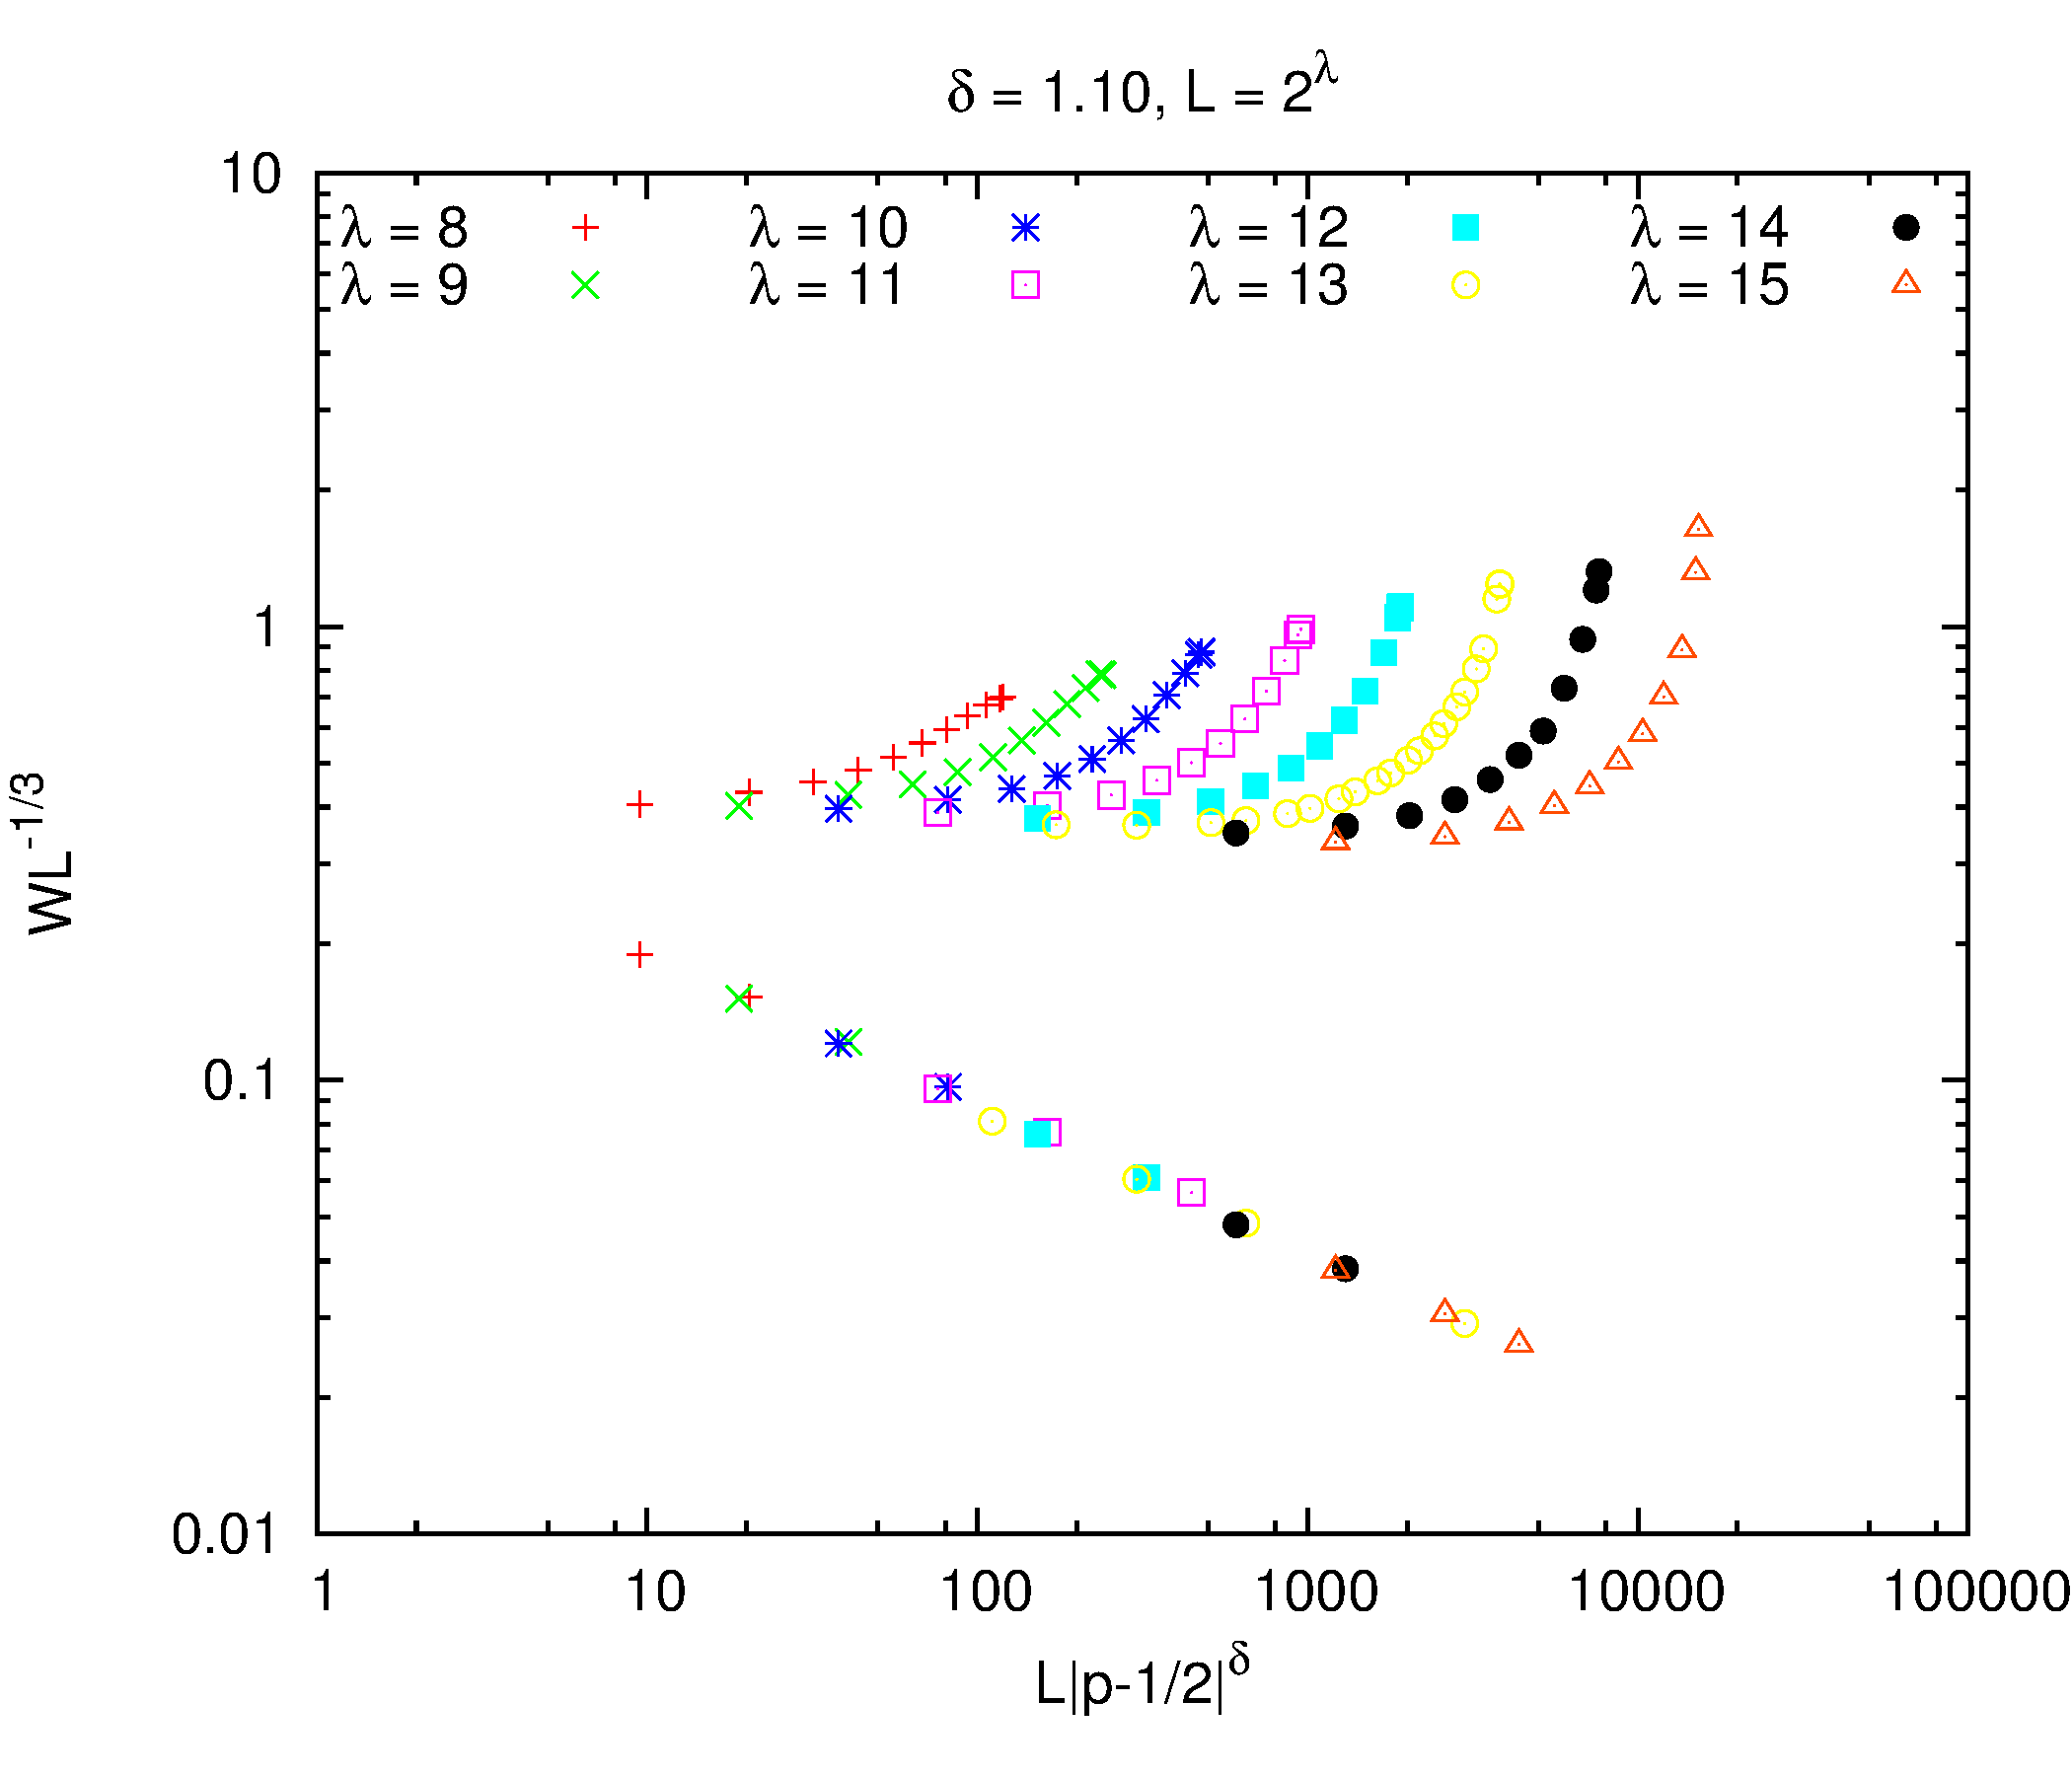 δ = 1.10, L = 2^λ
10
λ = 8 λ = 10 λ = 12 λ = 14
λ = 9 λ = 11 λ = 13 λ = 15
1
0.1
0.01
WL^-1/3
1 10 100 1000 10000 100000
L|p-1/2|^δ